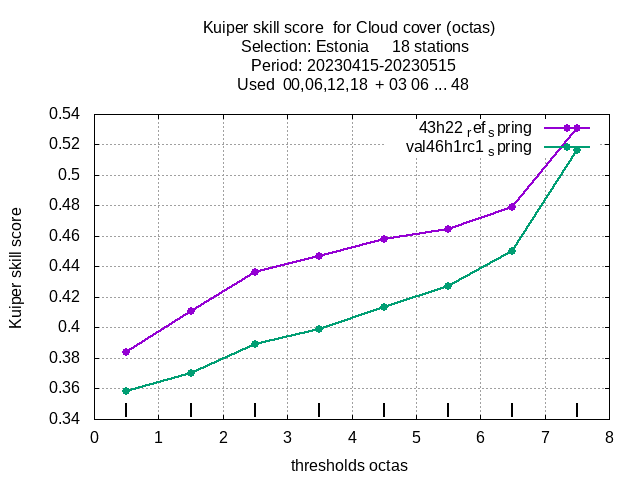 Kuiper skill score  for Cloud cover (octas)
Selection: Estonia     18 stations
Period: 20230415-20230515
Used  00,06,12,18  + 03 06 ... 48
43h22 ref spring
val46h1rc1 spring
Kuiper skill score
0.54
0.52
0.5
0.48
0.46
0.44
0.42
0.4
0.38
0.36
0.34
0 1 2 3 4 5 6 7 8
thresholds octas